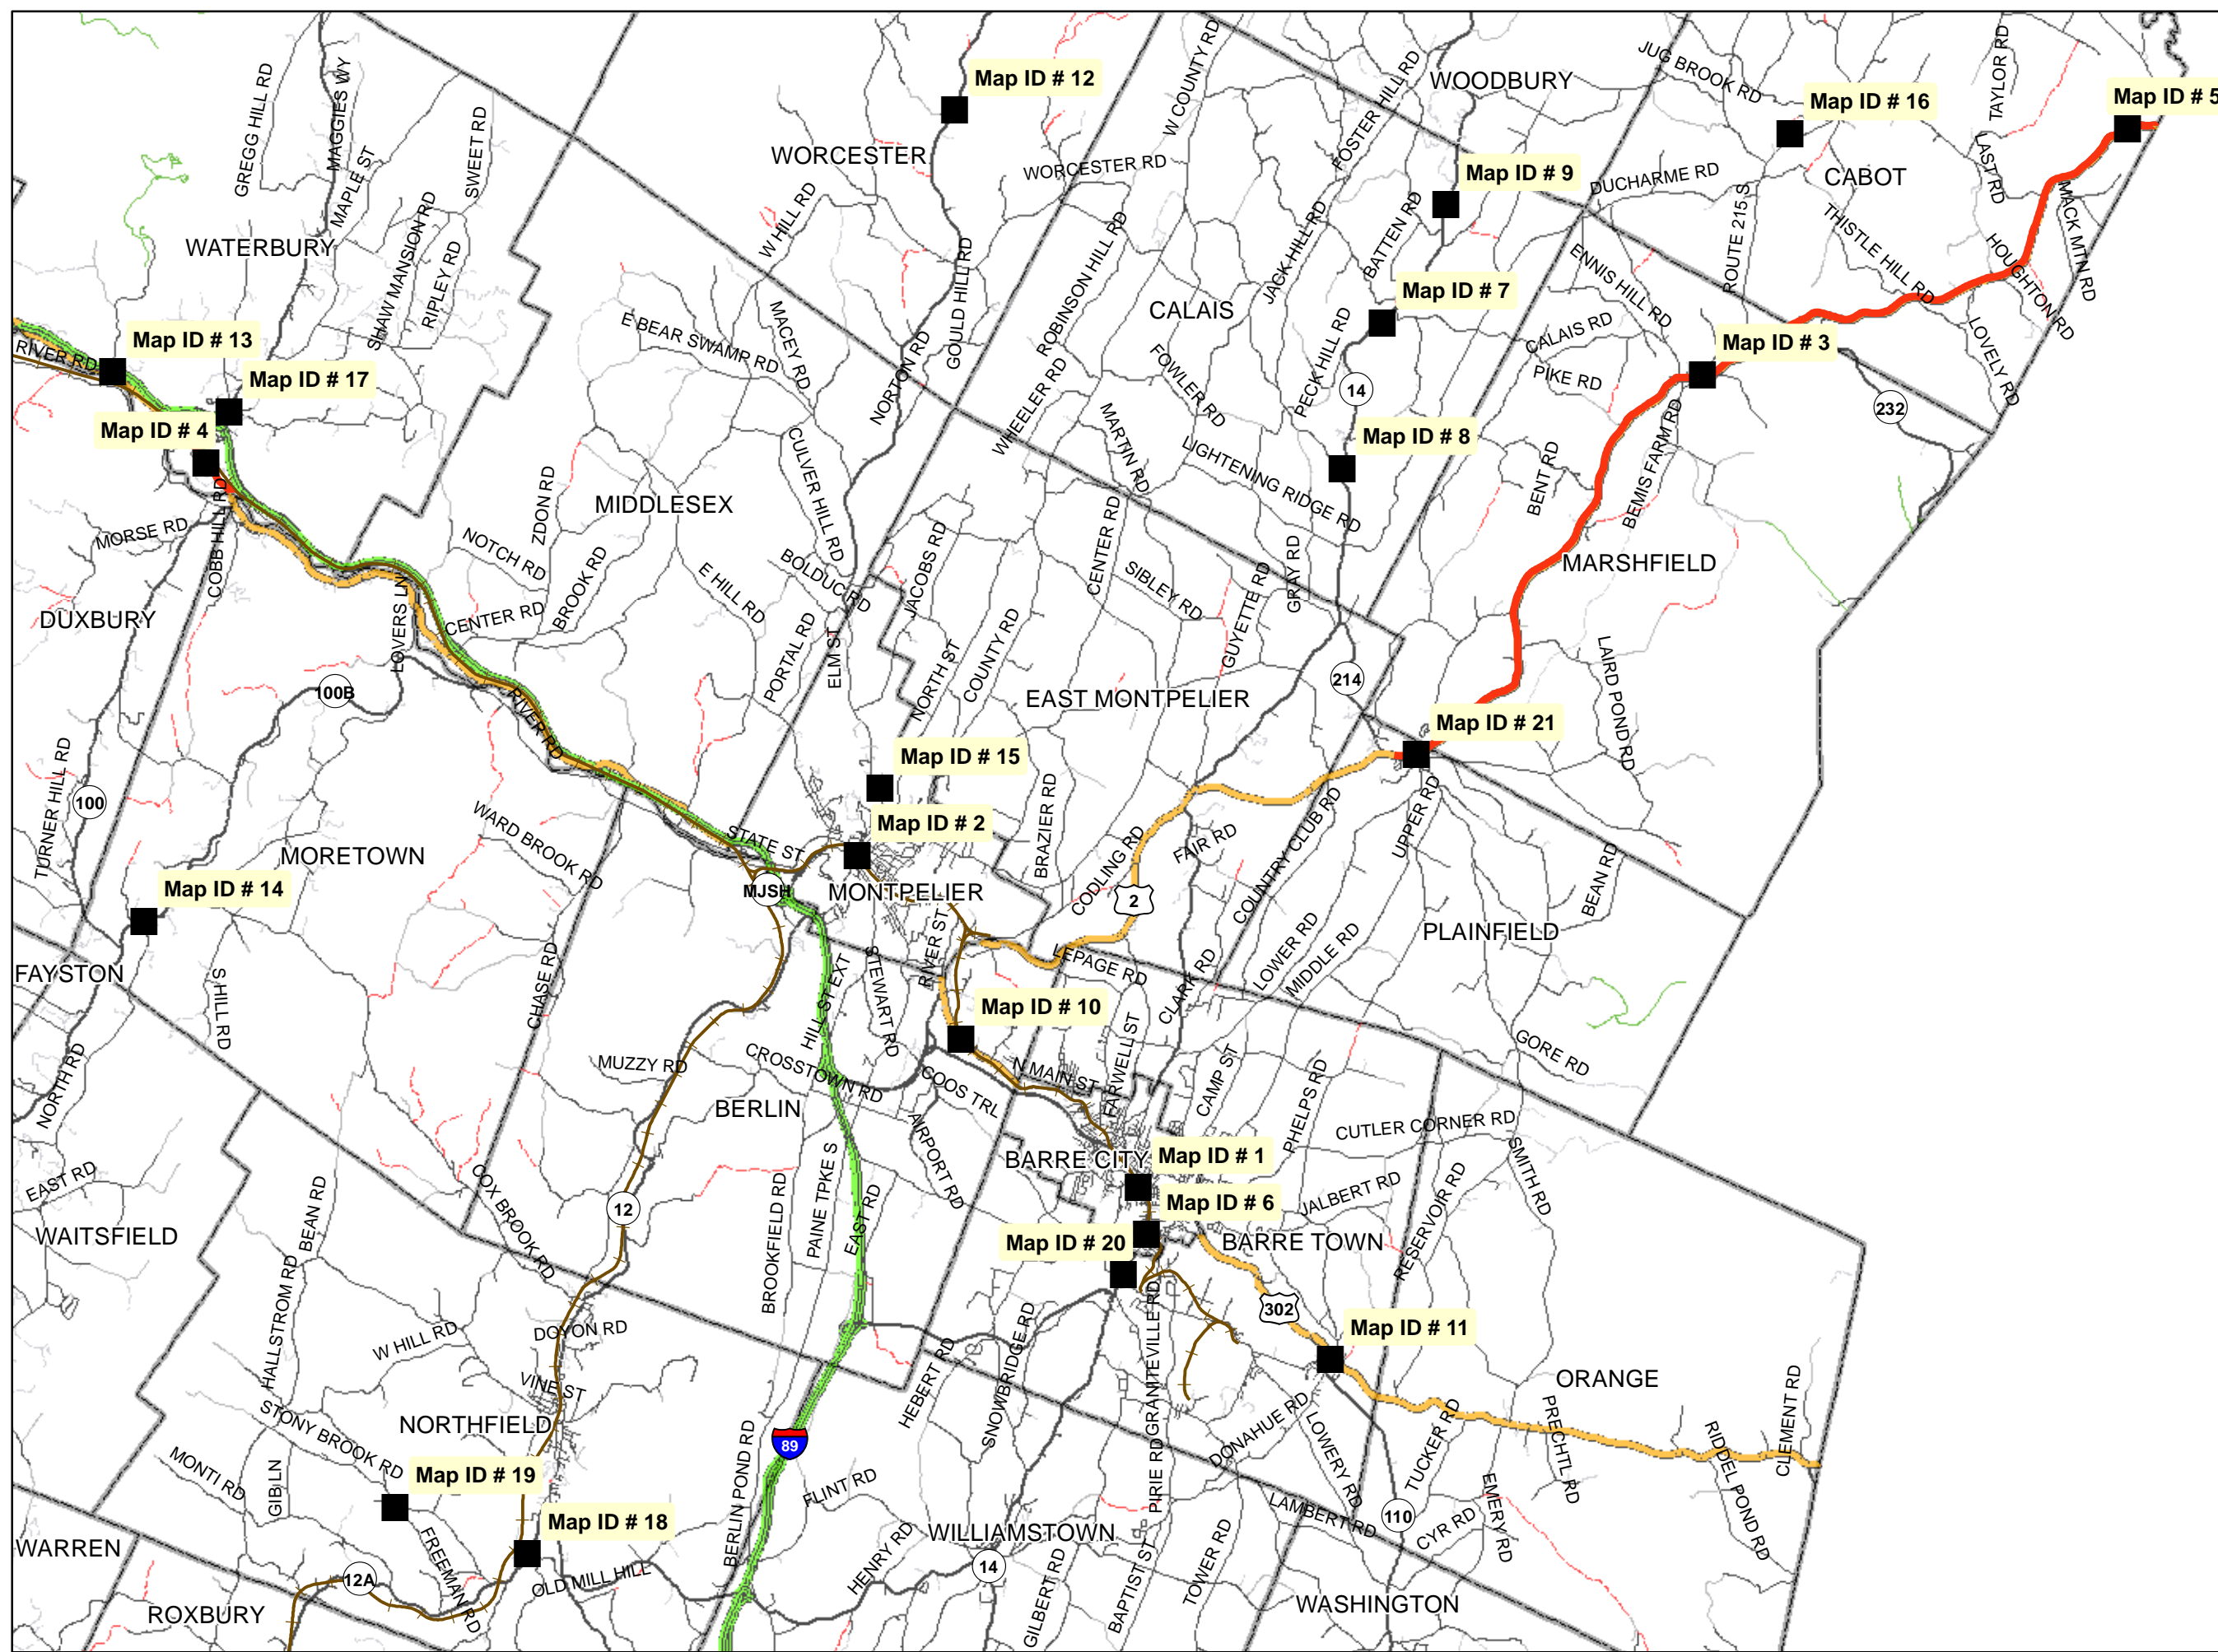 Map ID # 12
Map ID # 16
Map ID # 5
Map ID # 9
Map ID # 7
Map ID # 3
Map ID # 13
Map ID # 17
Map ID # 4
Map ID # 8
Map ID # 21
Map ID # 15
Map ID # 2
Map ID # 14
Map ID # 10
Map ID # 1
Map ID # 6
Map ID # 20
Map ID # 11
Map ID # 19
Map ID # 18
WOODBURY
WORCESTER
CABOT
WATERBURY
CALAIS
MIDDLESEX
MARSHFIELD
DUXBURY
EAST MONTPELIER
MORETOWN
MONTPELIER
PLAINFIELD
FAYSTON
BERLIN
BARRE CITY
WAITSFIELD
BARRE TOWN
ORANGE
NORTHFIELD
WILLIAMSTOWN
WARREN
ROXBURY
WASHINGTON
GREGG HILL RD
MAGGIES WY
MAPLE ST
SWEET RD
SHAW MANSION RD
RIPLEY RD
W COUNTY RD
FOSTER HILL RD
JUG BROOK RD
TAYLOR RD
LAST RD
MACK MTN RD
DUCHARME RD
ROUTE 215 S
THISTLE HILL RD
HOUGHTON RD
LOVELY RD
WORCESTER RD
W HILL RD
GOULD HILL RD
ROBINSON HILL RD
JACK HILL RD
BATTEN RD
ENNIS HILL RD
CALAIS RD
PIKE RD
PECK HILL RD
FOWLER RD
RIVER RD
E BEAR SWAMP RD
MACEY RD
NORTON RD
WHEELER RD
MARTIN RD
LIGHTENING RIDGE RD
BENT RD
BEMIS FARM RD
14
232
CULVER HILL RD
ZDON RD
NOTCH RD
BROOK RD
MORSE RD
COBB HILL RD
CENTER RD
LOVERS LN
E HILL RD
BOLDUC RD
JACOBS RD
PORTAL RD
ELM ST
NORTH ST
COUNTY RD
CENTER RD
SIBLEY RD
GUYETTE RD
GRAY RD
214
LAIRD POND RD
100B
RIVER RD
TURNER HILL RD
100
WARD BROOK RD
STATE ST
MJSH
BRAZIER RD
CODLING RD
FAIR RD
COUNTRY CLUB RD
UPPER RD
BEAN RD
2
S HILL RD
CHASE RD
HILL ST EXT
STEWART RD
RIVER ST
LEPAGE RD
CLARK RD
LOWER RD
MIDDLE RD
GORE RD
NORTH RD
MUZZY RD
CROSSTOWN RD
COOS TRL
N MAIN ST
FARWELL ST
CAMP ST
PHELPS RD
CUTLER CORNER RD
SMITH RD
AIRPORT RD
EAST RD
COX BROOK RD
BEAN RD
12
BROOKFIELD RD
PAINE TPKE S
EAST RD
JALBERT RD
RESERVOIR RD
302
HALLSTROM RD
W HILL RD
DOYON RD
VINE ST
STONY BROOK RD
MONTI RD
GIB LN
FREEMAN RD
12A
OLD MILL HILL
BERLIN POND RD
89
FLINT RD
HENRY RD
HEBERT RD
SNOWBRIDGE RD
GRANITEVILLE RD
PIRIE RD
DONAHUE RD
LOWERY RD
TUCKER RD
PRECHTL RD
RIDDEL POND RD
CLEMENT RD
LAMBERT RD
110
CYR RD
EMERY RD
14
GILBERT RD
BAPTIST ST
TOWER RD